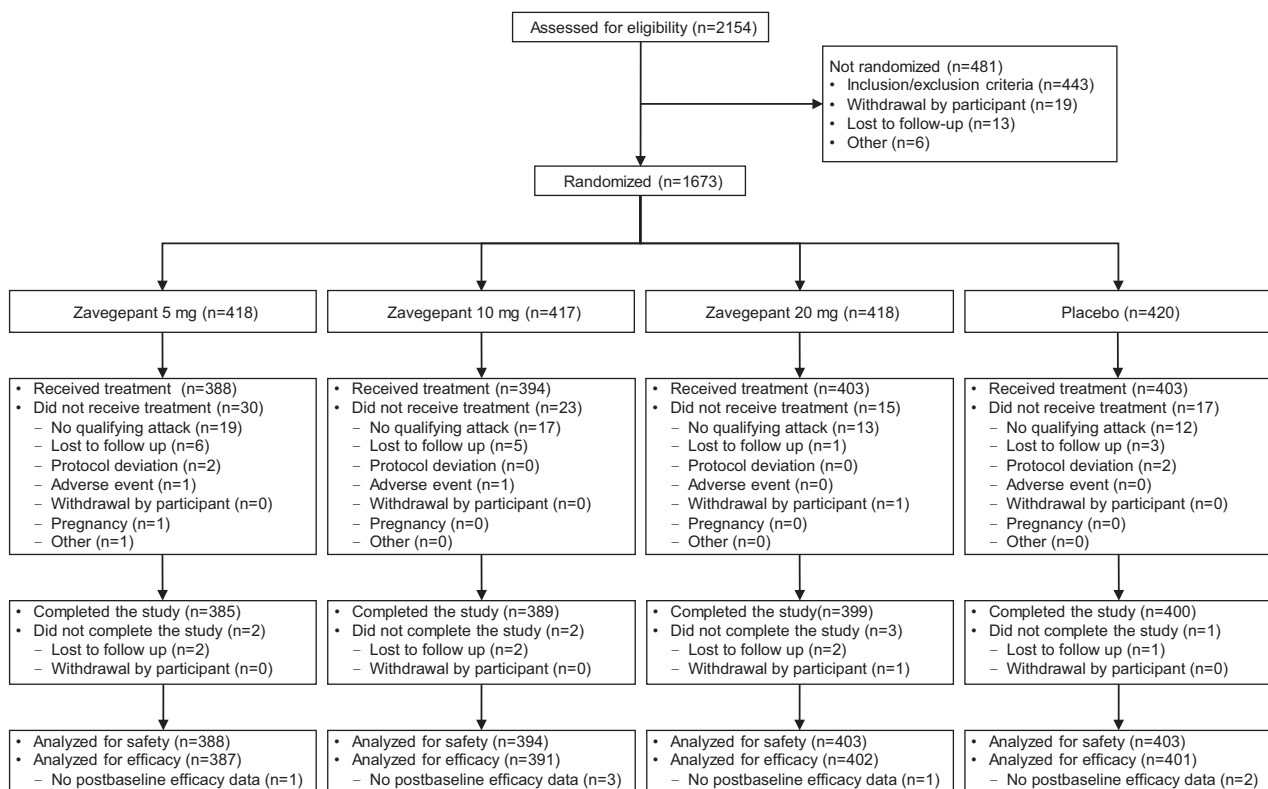 Assessed for eligibility (n=2154)
Not randomized (n=481)
• Inclusion/exclusion criteria (n=443)
• Withdrawal by participant (n=19)
• Lost to follow-up (n=13)
• Other (n=6)
Randomized (n=1673)
Zavegepant 5 mg (n=418)
Zavegepant 10 mg (n=417)
Zavegepant 20 mg (n=418)
Placebo (n=420)
• Received treatment (n=388)
• Did not receive treatment (n=30)
– No qualifying attack (n=19)
– Lost to follow up (n=6)
– Protocol deviation (n=2)
– Adverse event (n=1)
– Withdrawal by participant (n=0)
– Pregnancy (n=1)
– Other (n=1)
• Received treatment (n=394)
• Did not receive treatment (n=23)
– No qualifying attack (n=17)
– Lost to follow up (n=5)
– Protocol deviation (n=0)
– Adverse event (n=1)
– Withdrawal by participant (n=0)
– Pregnancy (n=0)
– Other (n=0)
• Received treatment (n=403)
• Did not receive treatment (n=15)
– No qualifying attack (n=13)
– Lost to follow up (n=1)
– Protocol deviation (n=0)
– Adverse event (n=0)
– Withdrawal by participant (n=1)
– Pregnancy (n=0)
– Other (n=0)
• Received treatment (n=403)
• Did not receive treatment (n=17)
– No qualifying attack (n=12)
– Lost to follow up (n=3)
– Protocol deviation (n=2)
– Adverse event (n=0)
– Withdrawal by participant (n=0)
– Pregnancy (n=0)
– Other (n=0)
• Completed the study (n=385)
• Did not complete the study (n=2)
– Lost to follow up (n=2)
– Withdrawal by participant (n=0)
• Completed the study (n=389)
• Did not complete the study (n=2)
– Lost to follow up (n=2)
– Withdrawal by participant (n=0)
• Completed the study(n=399)
• Did not complete the study (n=3)
– Lost to follow up (n=2)
– Withdrawal by participant (n=1)
• Completed the study (n=400)
• Did not complete the study (n=1)
– Lost to follow up (n=1)
– Withdrawal by participant (n=0)
• Analyzed for safety (n=388)
• Analyzed for efficacy (n=387)
– No postbaseline efficacy data (n=1)
• Analyzed for safety (n=394)
• Analyzed for efficacy (n=391)
– No postbaseline efficacy data (n=3)
• Analyzed for safety (n=403)
• Analyzed for efficacy (n=402)
– No postbaseline efficacy data (n=1)
• Analyzed for safety (n=403)
• Analyzed for efficacy (n=401)
– No postbaseline efficacy data (n=2)